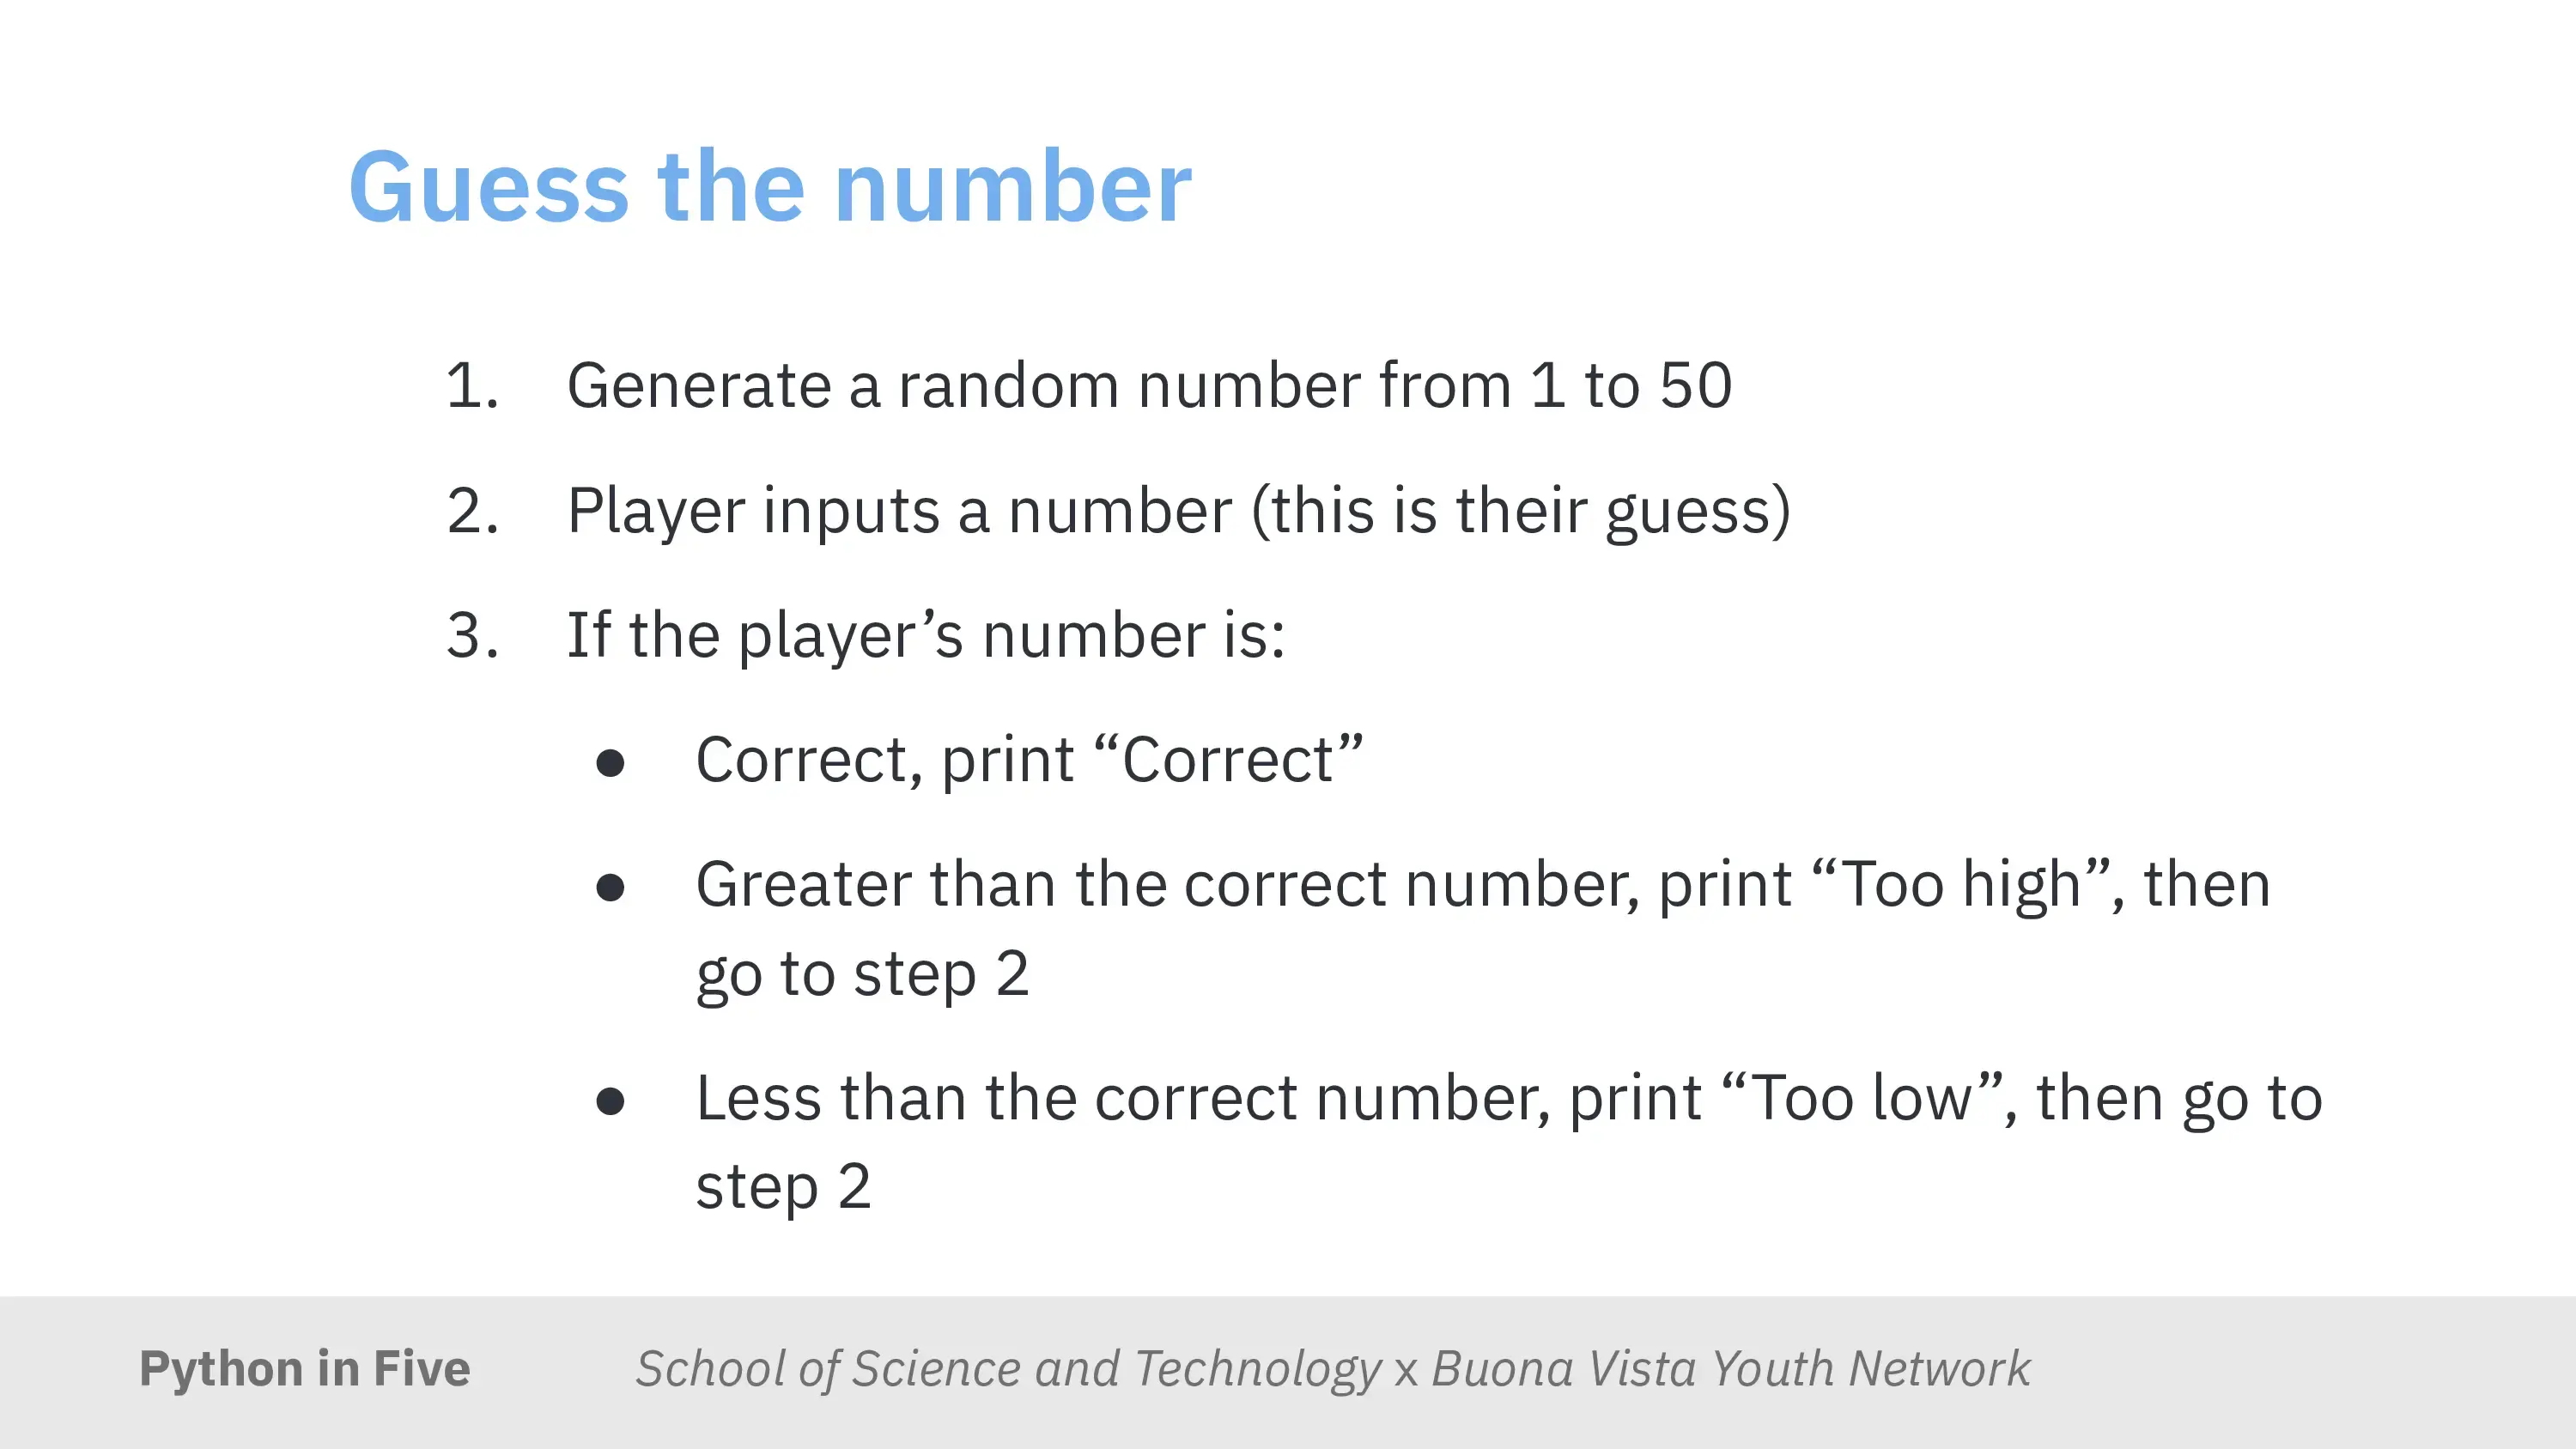 Guess the number
1. Generate a random number from 1 to 50
2. Player inputs a number (this is their guess)
3. If the player’s number is:
● Correct, print “Correct”
● Greater than the correct number, print “Too high”, then
go to step 2
● Less than the correct number, print “Too low”, then go to
step 2
Python in Five School of Science and Technology x Buona Vista Youth Network